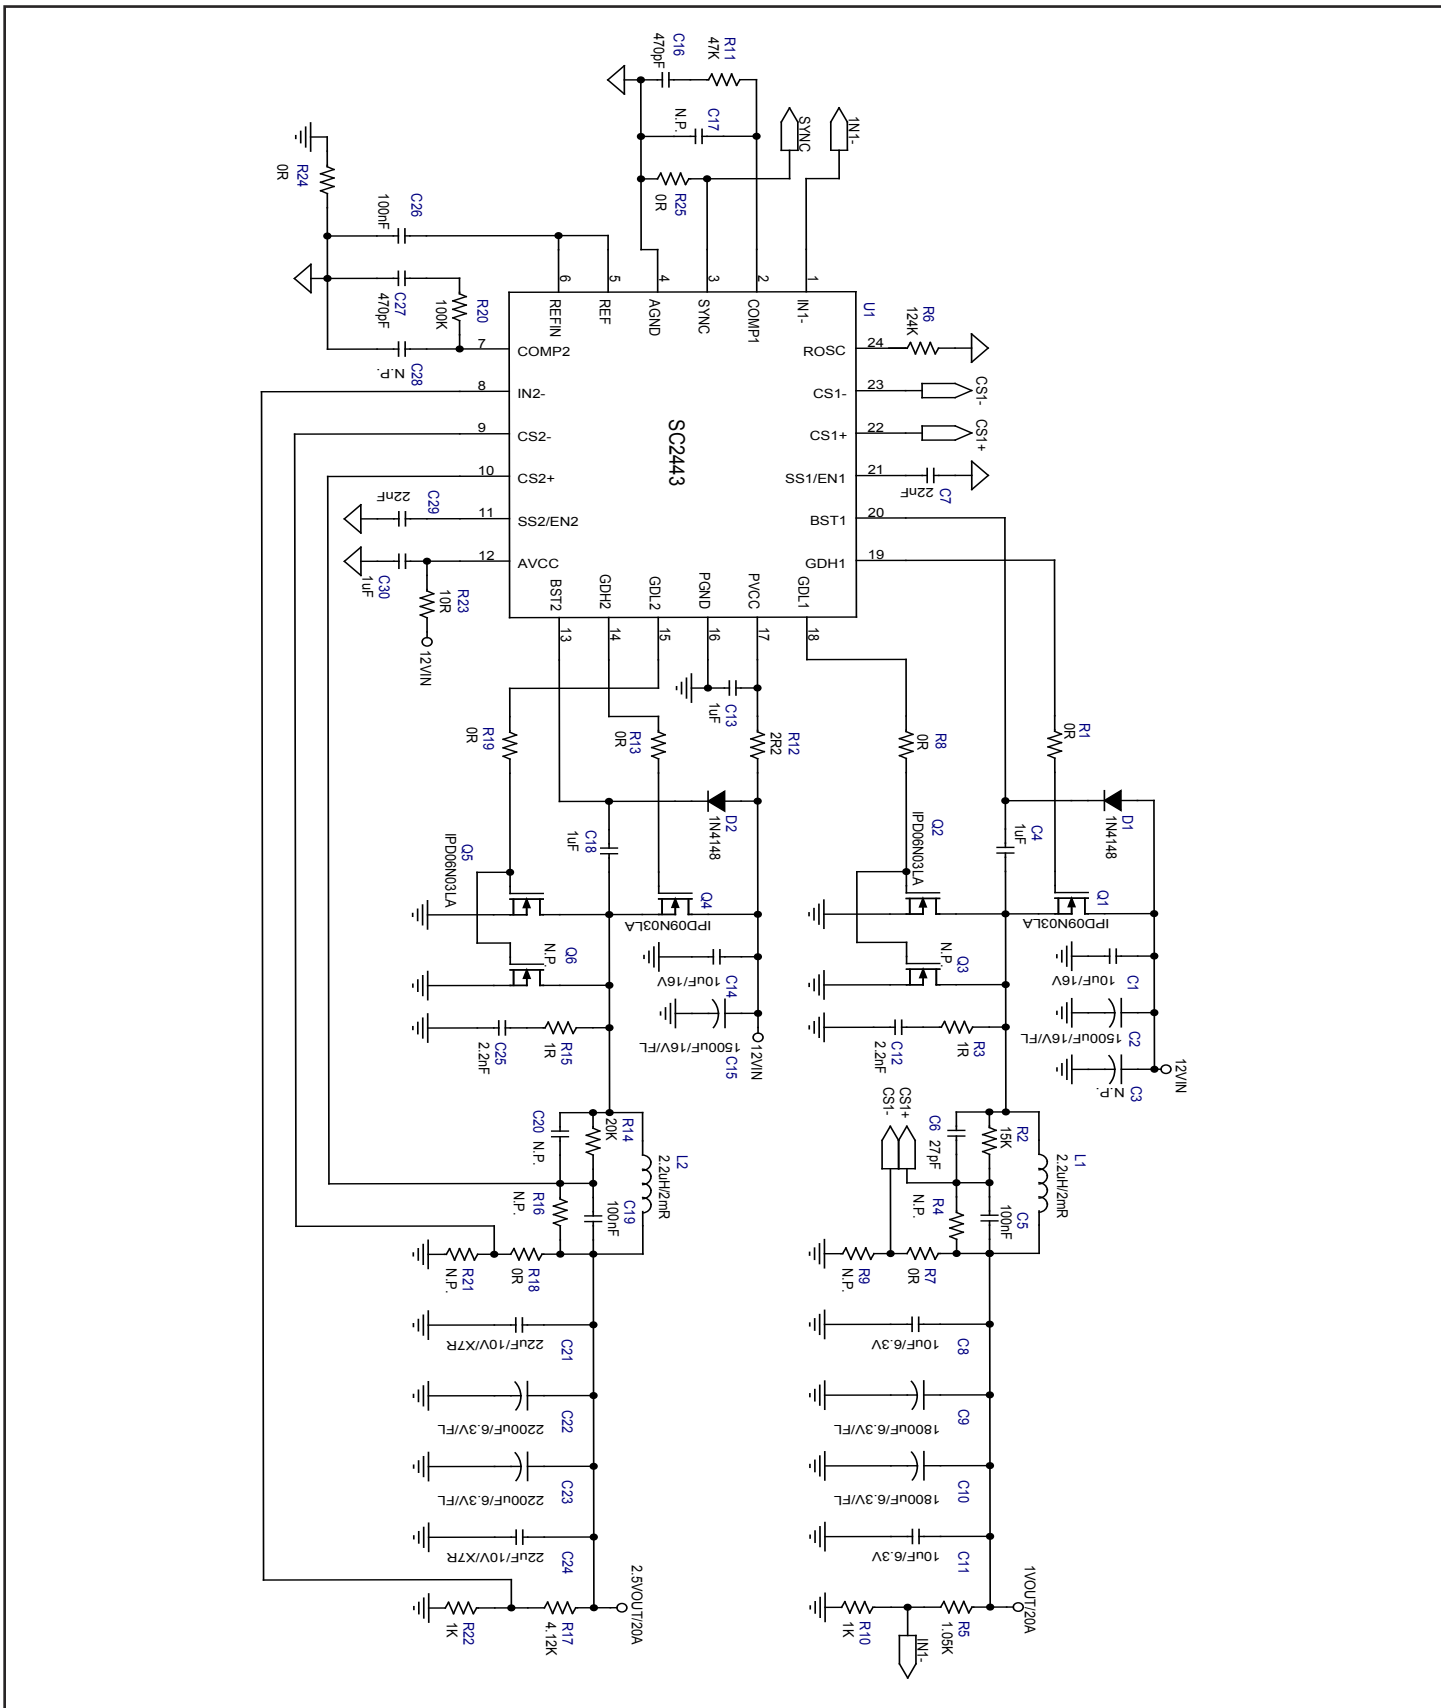 C16
470pF
R11
47K
C17
N.P.
SYNC
1N1-
R25
0R
R24
0R
C26
100nF
C27
470pF
R20
100K
C28
N.P.
6
5
4
3
2
1
REFIN
REF
AGND
SYNC
COMP1
IN1-
U1
SC2443
7
COMP2
8
IN2-
9
CS2-
10
CS2+
11
SS2/EN2
12
AVCC
ROSC
24
CS1-
23
CS1+
22
SS1/EN1
21
BST1
20
GDH1
19
BST2
GDH2
GDL2
PGND
PVCC
GDL1
13
14
15
16
17
18
R6
124K
CS1-
CS1+
C7
22nF
C29
22nF
C30
1uF
R23
10R
12VIN
R19
0R
R13
0R
C13
1uF
R12
2R2
R8
0R
R1
0R
C18
1uF
D2
1N4148
C4
1uF
D1
1N4148
Q5
IPD06N03LA
Q4
IPD09N03LA
Q2
IPD06N03LA
Q1
IPD09N03LA
Q6
N.P.
C14
10uF/16V
Q3
N.P.
C1
10uF/16V
C15
1500uF/16V/FL
12VIN
C2
1500uF/16V/FL
C3
N.P.
12VIN
C25
2.2nF
R15
1R
C12
2.2nF
R3
1R
C20
N.P.
R14
20K
L2
2.2uH/2mR
R16
N.P.
C19
100nF
CS1-
CS1+
C6
27pF
R2
15K
L1
2.2uH/2mR
R4
N.P.
C5
100nF
R21
N.P.
R18
0R
R9
N.P.
R7
0R
C21
22uF/10V/X7R
C8
10uF/6.3V
C22
2200uF/6.3V/FL
C9
1800uF/6.3V/FL
C23
2200uF/6.3V/FL
C10
1800uF/6.3V/FL
C24
22uF/10V/X7R
C11
10uF/6.3V
R22
1K
R17
4.12K
2.5VOUT/20A
R10
1K
R5
1.05K
IN1-
1VOUT/20A